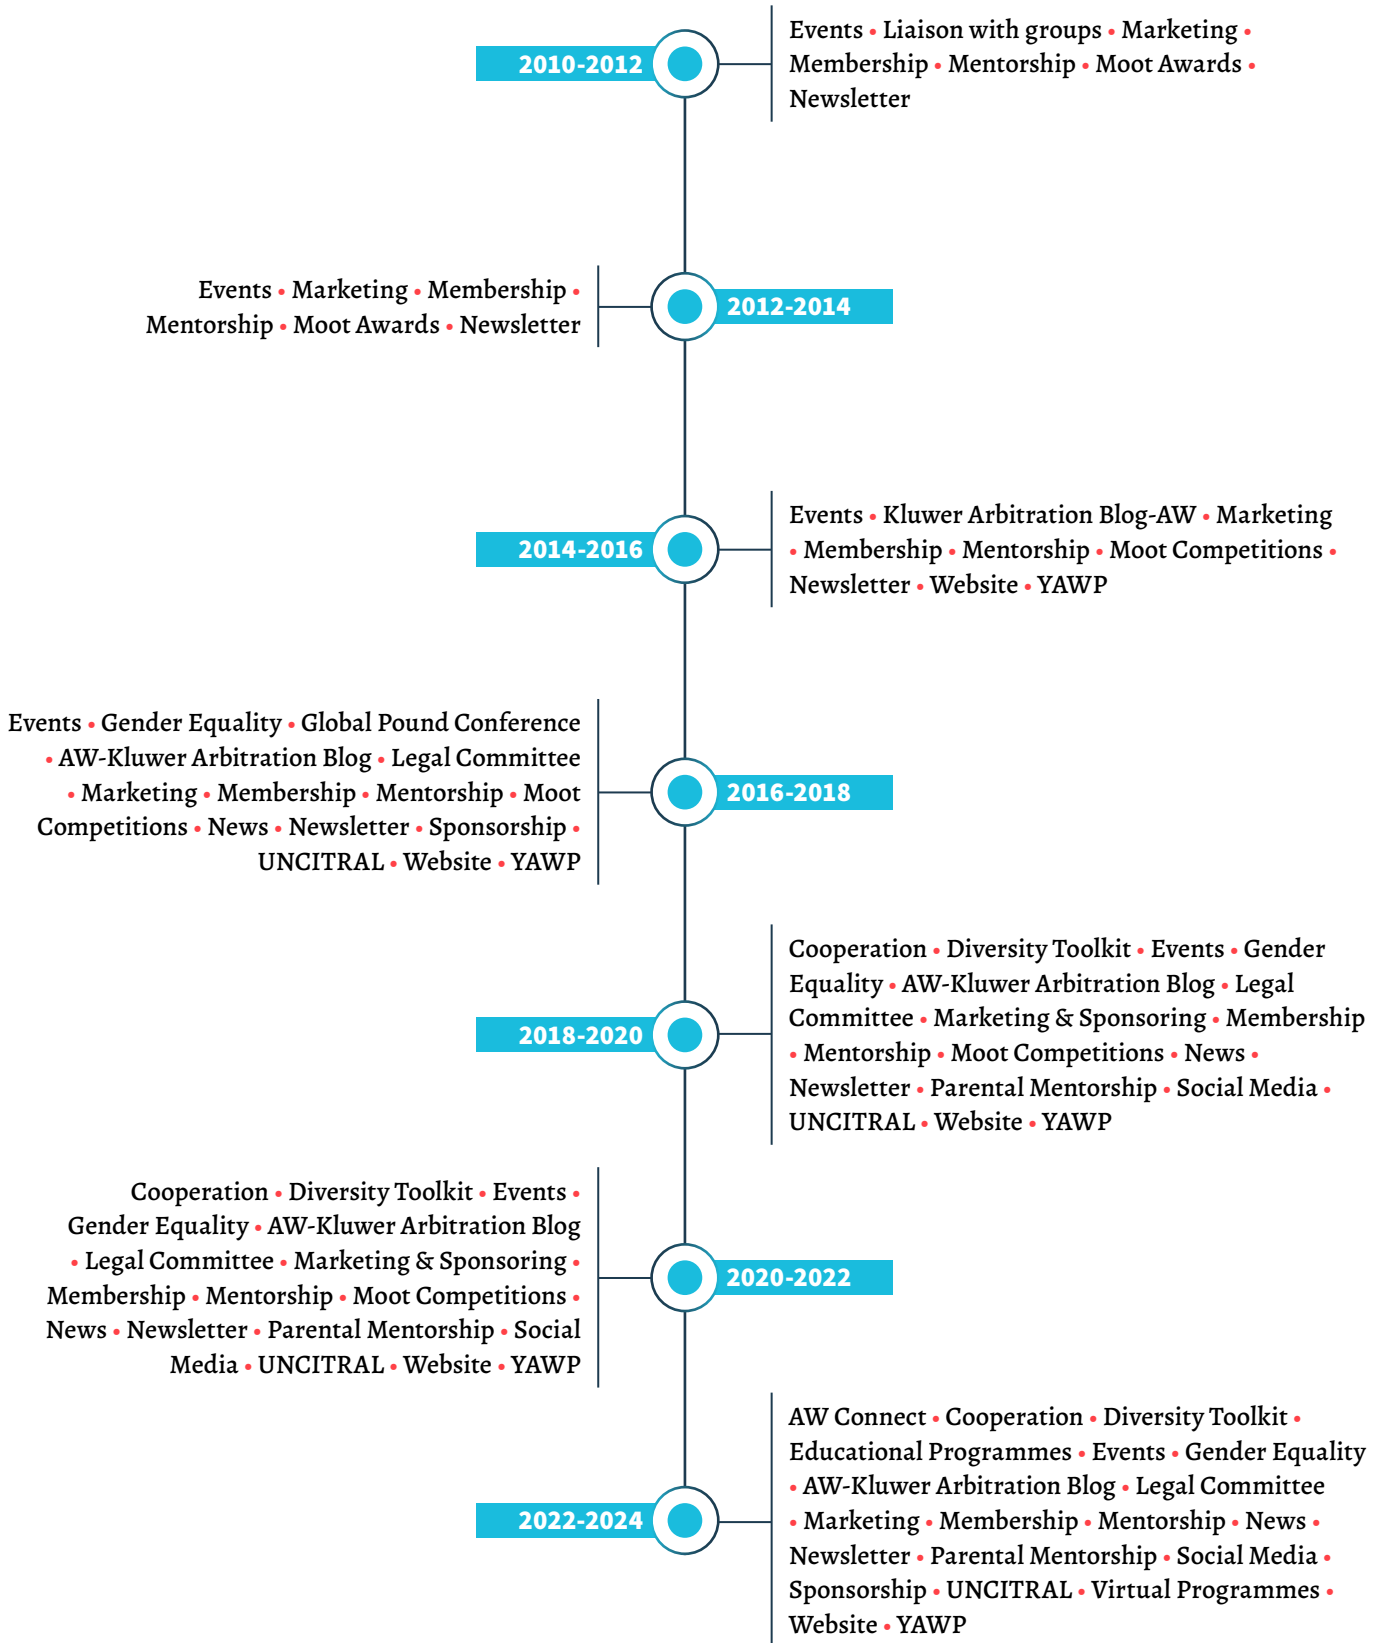 2010-2012
Events • Liaison with groups • Marketing •
Membership • Mentorship • Moot Awards •
Newsletter
Events • Marketing • Membership •
Mentorship • Moot Awards • Newsletter
2012-2014
2014-2016
Events • Kluwer Arbitration Blog-AW • Marketing
• Membership • Mentorship • Moot Competitions •
Newsletter • Website • YAWP
Events • Gender Equality • Global Pound Conference
• AW-Kluwer Arbitration Blog • Legal Committee
• Marketing • Membership • Mentorship • Moot
Competitions • News • Newsletter • Sponsorship •
UNCITRAL • Website • YAWP
2016-2018
2018-2020
Cooperation • Diversity Toolkit • Events • Gender
Equality • AW-Kluwer Arbitration Blog • Legal
Committee • Marketing & Sponsoring • Membership
• Mentorship • Moot Competitions • News •
Newsletter • Parental Mentorship • Social Media •
UNCITRAL • Website • YAWP
Cooperation • Diversity Toolkit • Events •
Gender Equality • AW-Kluwer Arbitration Blog
• Legal Committee • Marketing & Sponsoring •
Membership • Mentorship • Moot Competitions •
News • Newsletter • Parental Mentorship • Social
Media • UNCITRAL • Website • YAWP
2020-2022
2022-2024
AW Connect • Cooperation • Diversity Toolkit •
Educational Programmes • Events • Gender Equality
• AW-Kluwer Arbitration Blog • Legal Committee
• Marketing • Membership • Mentorship • News •
Newsletter • Parental Mentorship • Social Media •
Sponsorship • UNCITRAL • Virtual Programmes •
Website • YAWP